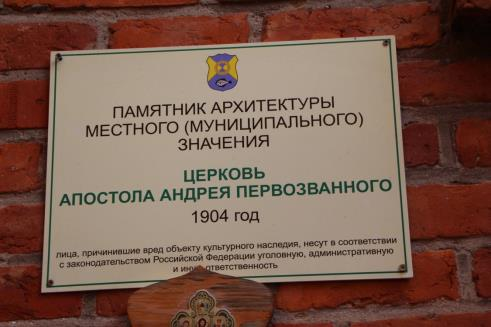 ПАМЯТНИК АРХИТЕКТУРЫ
МЕСТНОГО (МУНИЦИПАЛЬНОГО)
ЗНАЧЕНИЯ
ЦЕРКОВЬ
АПОСТОЛА АНДРЕЯ ПЕРВОЗВАННОГО
1904 год
лица, причинившие вред объекту культурного наследия, несут в соответствии
с законодательством Российской Федерации уголовную, административную
и иную ответственность